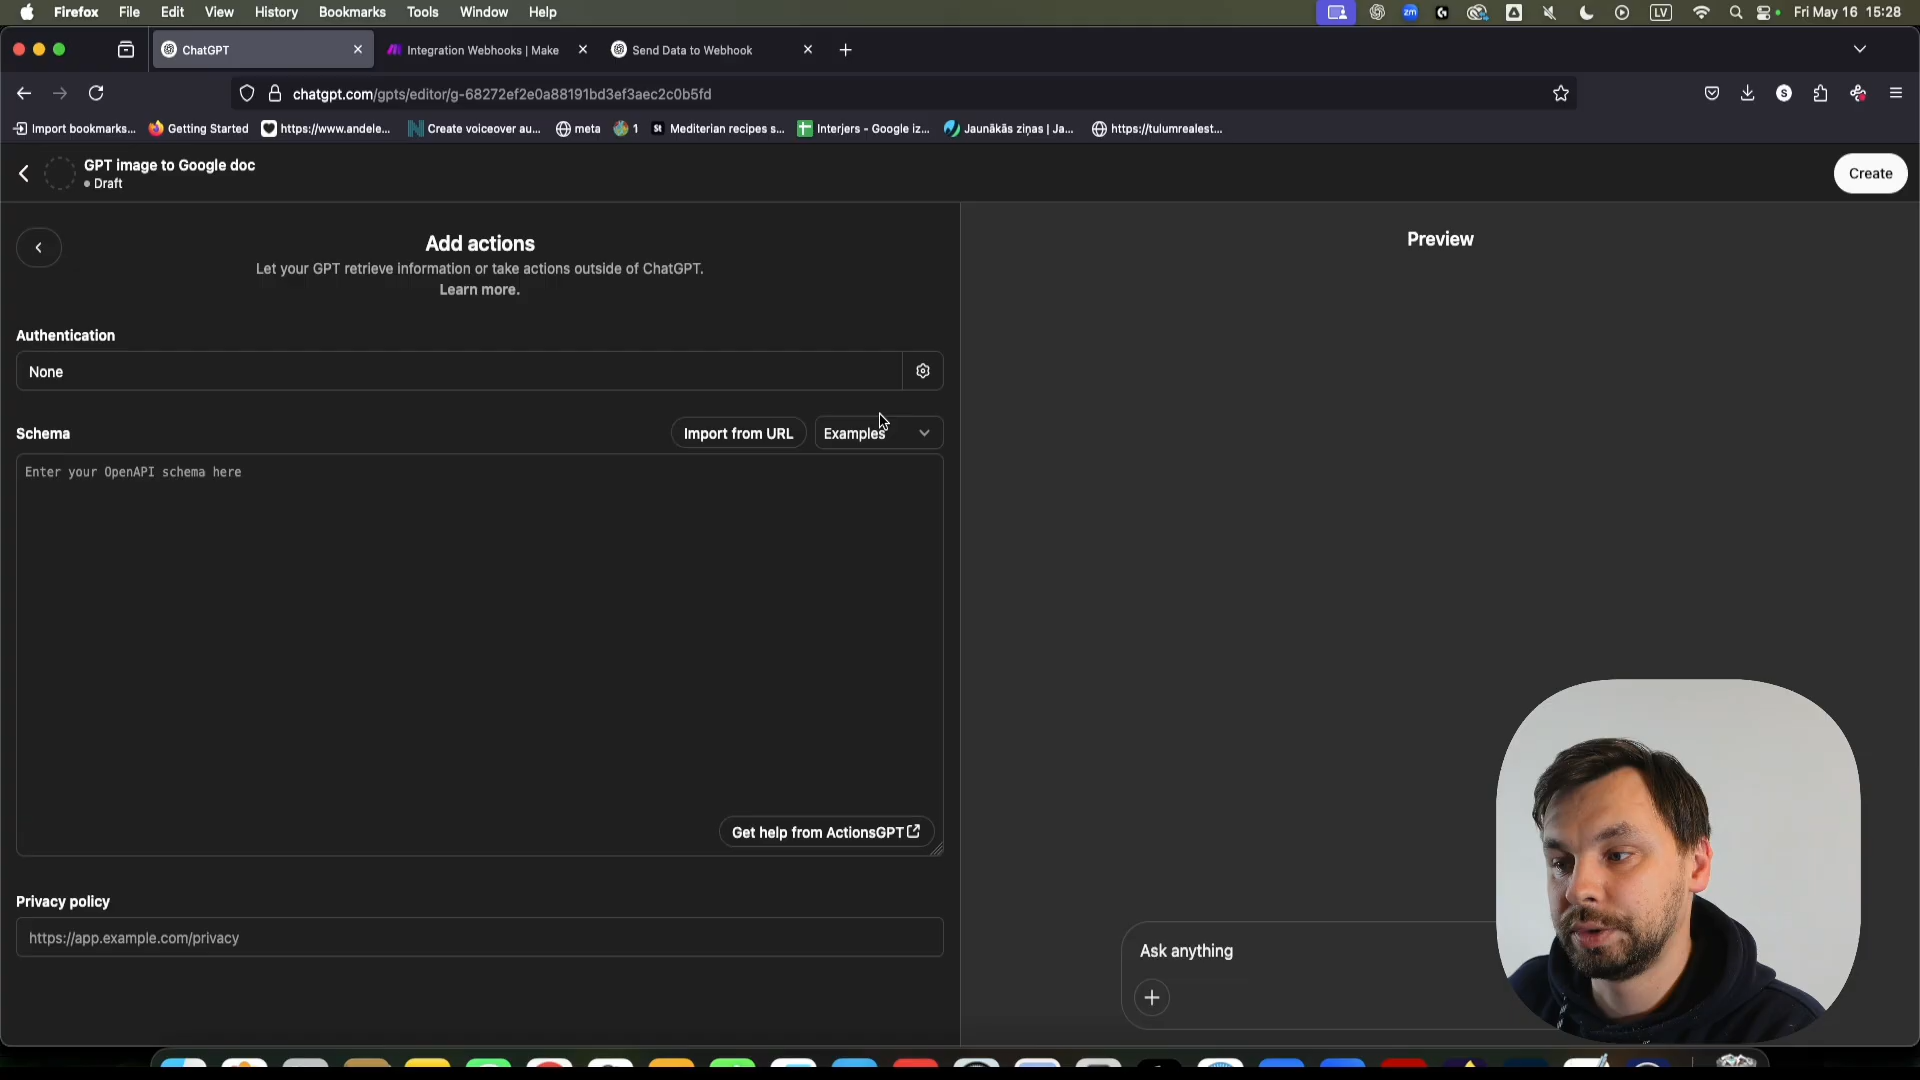 Firefox File Edit View History Bookmarks Tools Window Help
zm
LV
Fri May 16 15:28
ChatGPT
Integration Webhooks | Make
Send Data to Webhook
chatgpt.com/gpts/editor/g-68272ef2e0a88191bd3ef3aec2c0b5fd
S
Import bookmarks...
Getting Started
https://www.andele...
Create voiceover au...
meta
1
St Mediterian recipes s...
Interjers - Google iz...
Jaunākās ziņas | Ja...
https://tulumrealest...
GPT image to Google doc
Draft
Create
Add actions
Let your GPT retrieve information or take actions outside of ChatGPT.
Learn more.
Authentication
None
Schema
Import from URL
Examples
Enter your OpenAPI schema here
Get help from ActionsGPT
Privacy policy
https://app.example.com/privacy
Preview
Ask anything